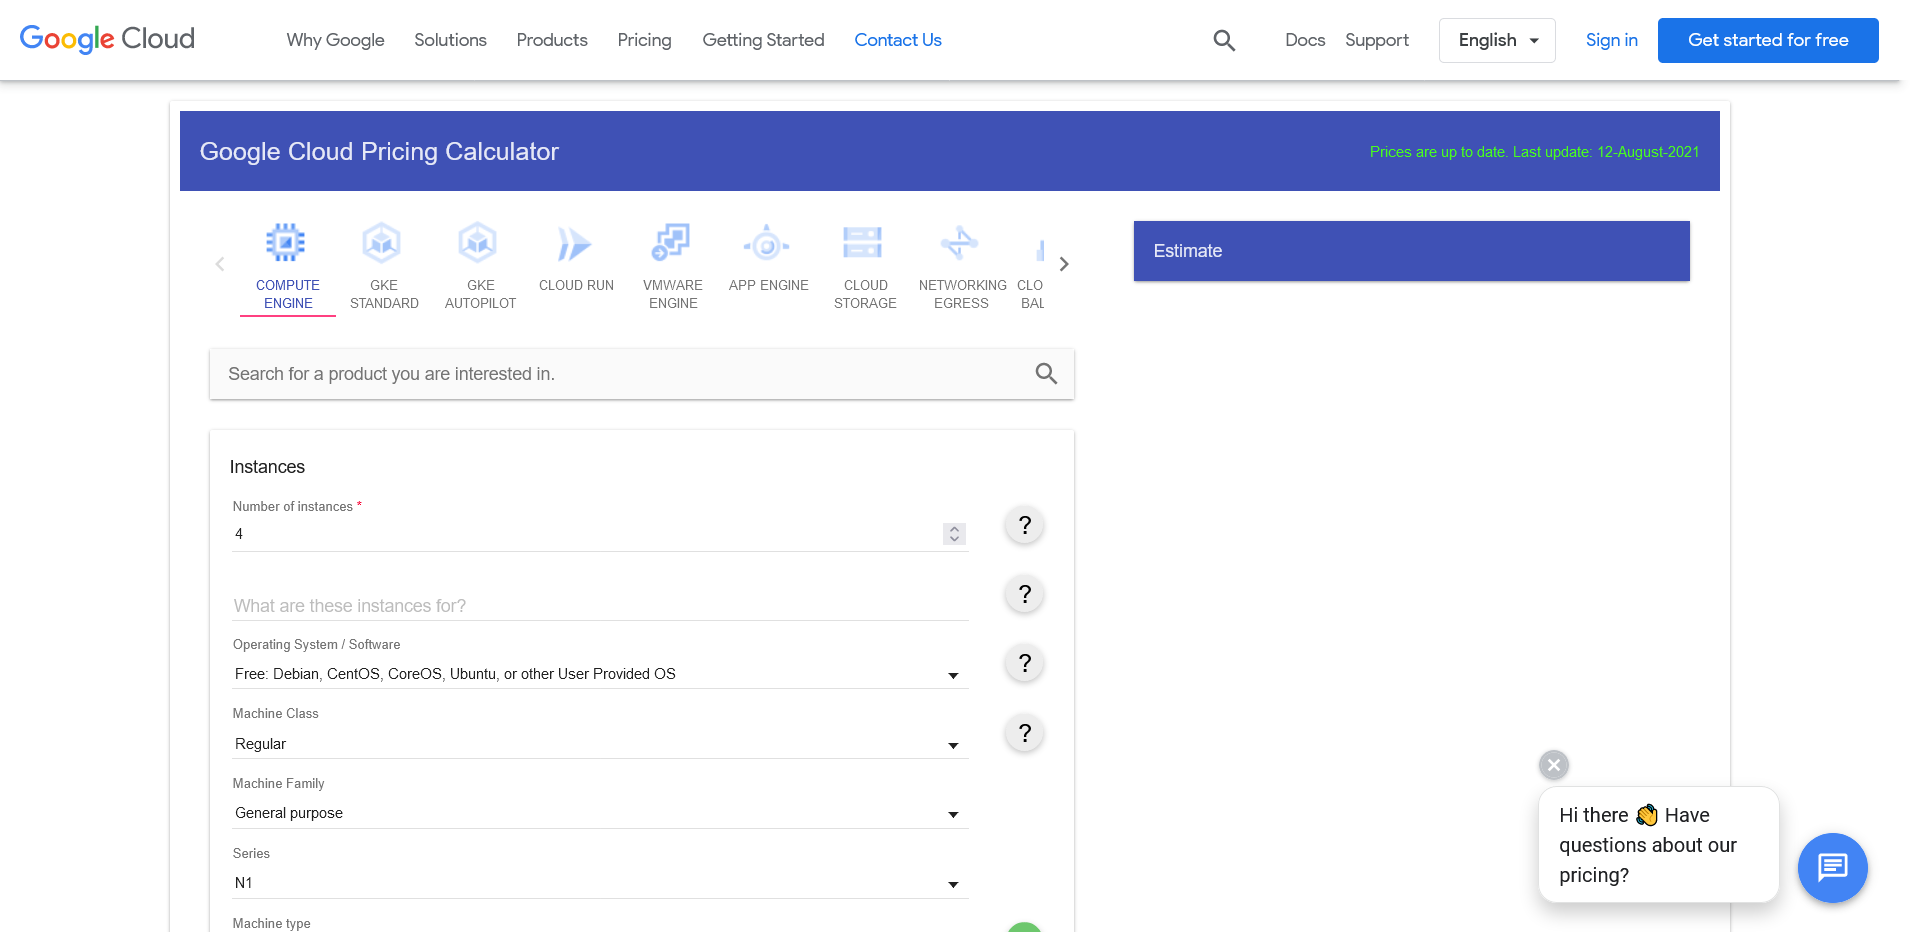 Google Cloud
Why Google
Solutions
Products
Pricing
Getting Started
Contact Us
Docs
Support
English
Sign in
Get started for free
Google Cloud Pricing Calculator
Prices are up to date. Last update: 12-August-2021
COMPUTE
ENGINE
GKE
STANDARD
GKE
AUTOPILOT
CLOUD RUN
VMWARE
ENGINE
APP ENGINE
CLOUD
STORAGE
NETWORKING
EGRESS
CLO
BAL
Estimate
Search for a product you are interested in.
Instances
Number of instances *
4
?
What are these instances for?
?
Operating System / Software
Free: Debian, CentOS, CoreOS, Ubuntu, or other User Provided OS
?
Machine Class
Regular
?
Machine Family
General purpose
Series
N1
Machine type
Hi there 👋 Have
questions about our
pricing?